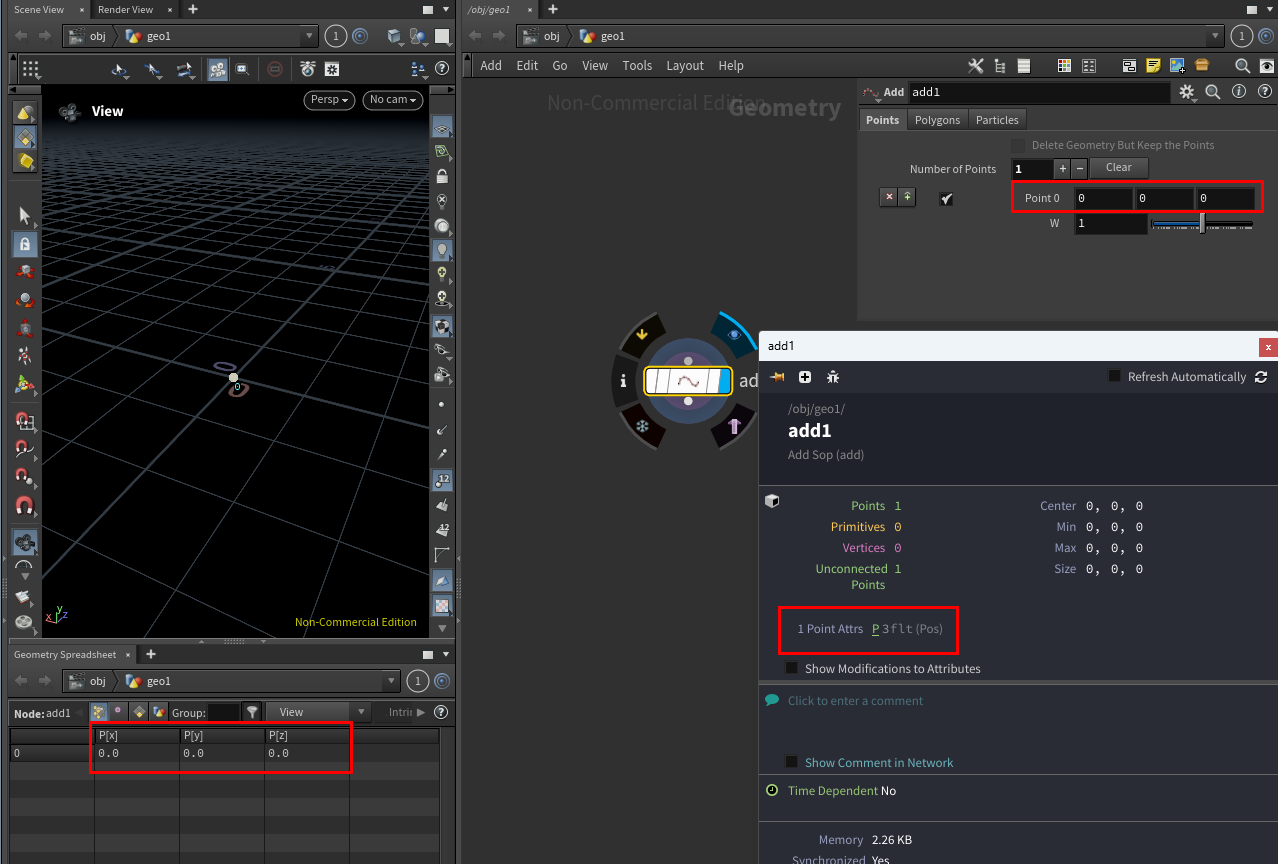 Scene View × Render View × +
obj geo1 1
View
Persp No cam
0
Non-Commercial Edition
x y z
12
12
Geometry Spreadsheet × +
obj geo1 1
Node: add1 Group: View Intrin
P[x] P[y] P[z]
0 0.0 0.0 0.0
/obj/geo1 × +
obj geo1 1
Add Edit Go View Tools Layout Help
Non-Commercial Edition
Geometry
Add add1
Points Polygons Particles
Delete Geometry But Keep the Points
Number of Points 1 + − Clear
Point 0 0 0 0
W 1
ad
add1 x
Refresh Automatically
/obj/geo1/
add1
Add Sop (add)
Points 1 Center 0, 0, 0
Primitives 0 Min 0, 0, 0
Vertices 0 Max 0, 0, 0
Unconnected 1 Size 0, 0, 0
Points
1 Point Attrs P 3flt (Pos)
Show Modifications to Attributes
Click to enter a comment
Show Comment in Network
Time Dependent No
Memory 2.26 KB
Synchronized Yes